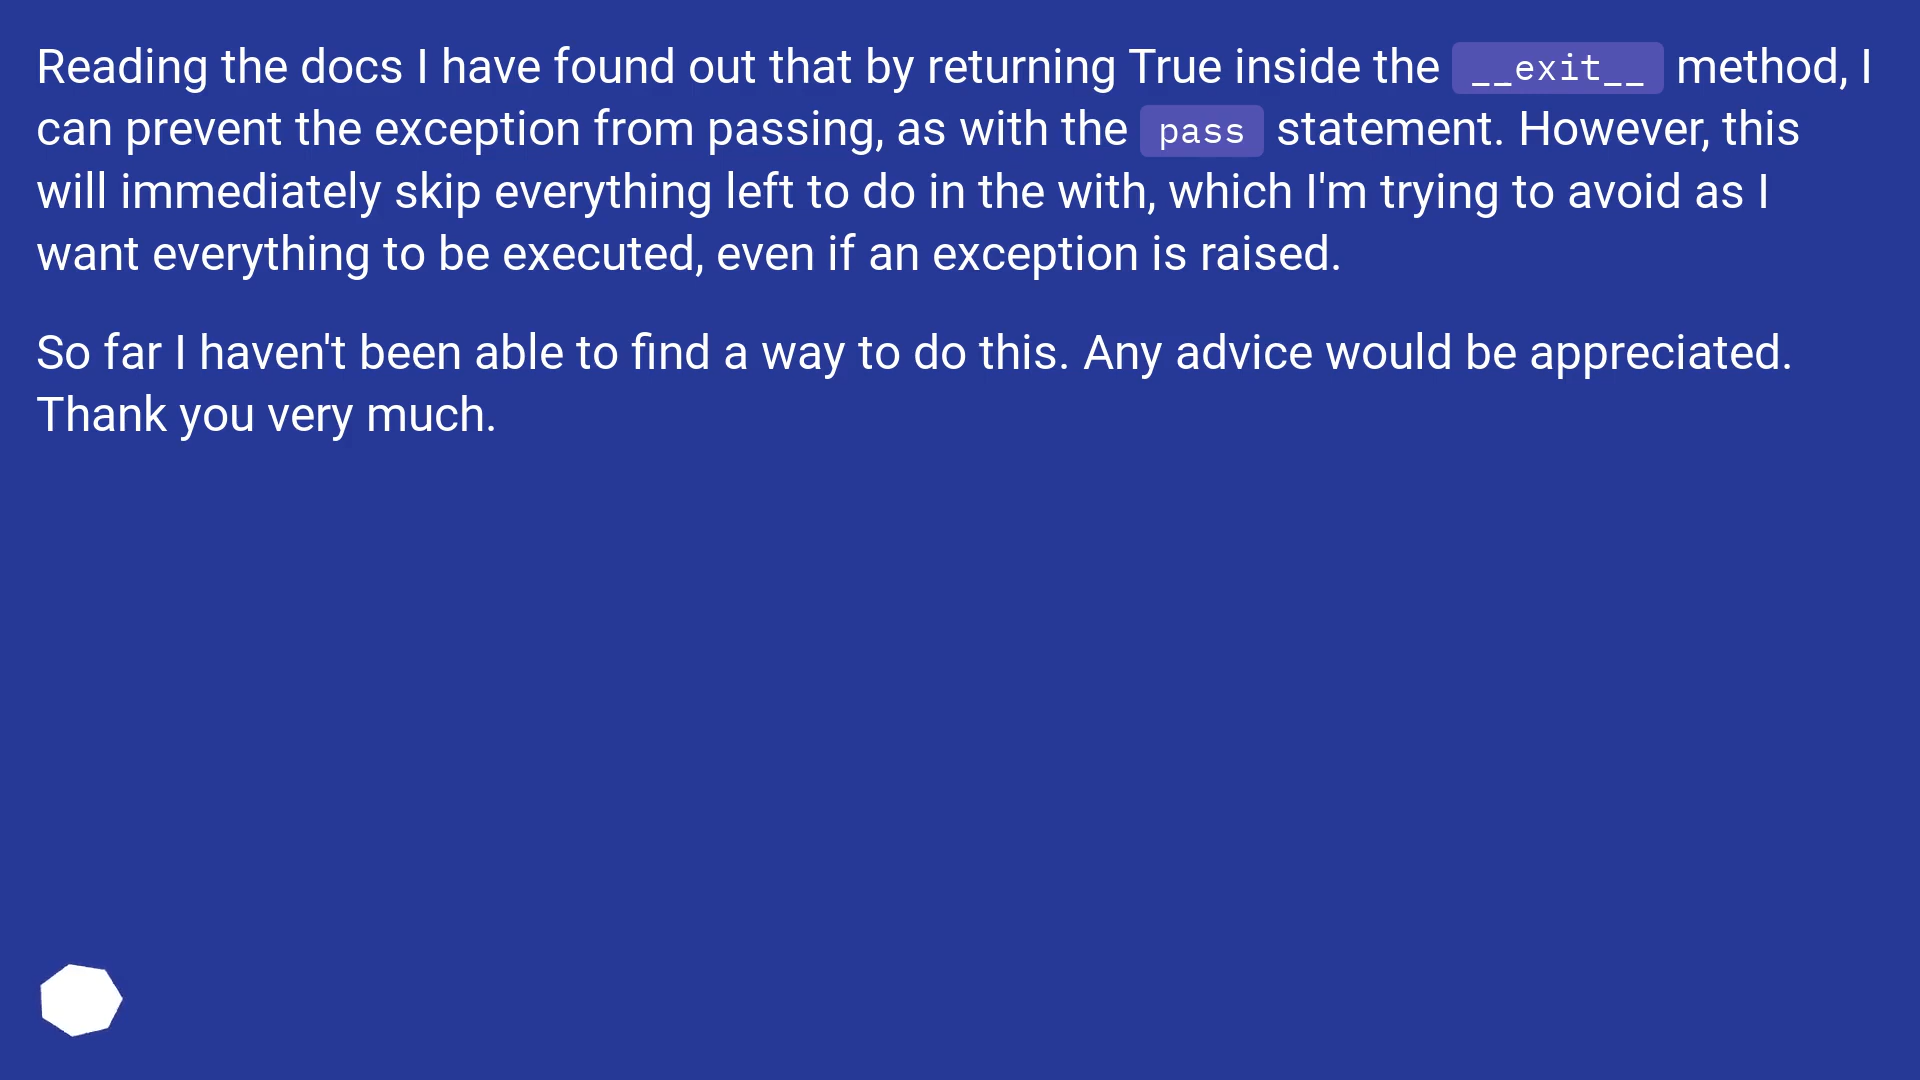 Reading the docs I have found out that by returning True inside the __exit__ method, I
can prevent the exception from passing, as with the pass statement. However, this
will immediately skip everything left to do in the with, which I'm trying to avoid as I
want everything to be executed, even if an exception is raised.
So far I haven't been able to find a way to do this. Any advice would be appreciated.
Thank you very much.